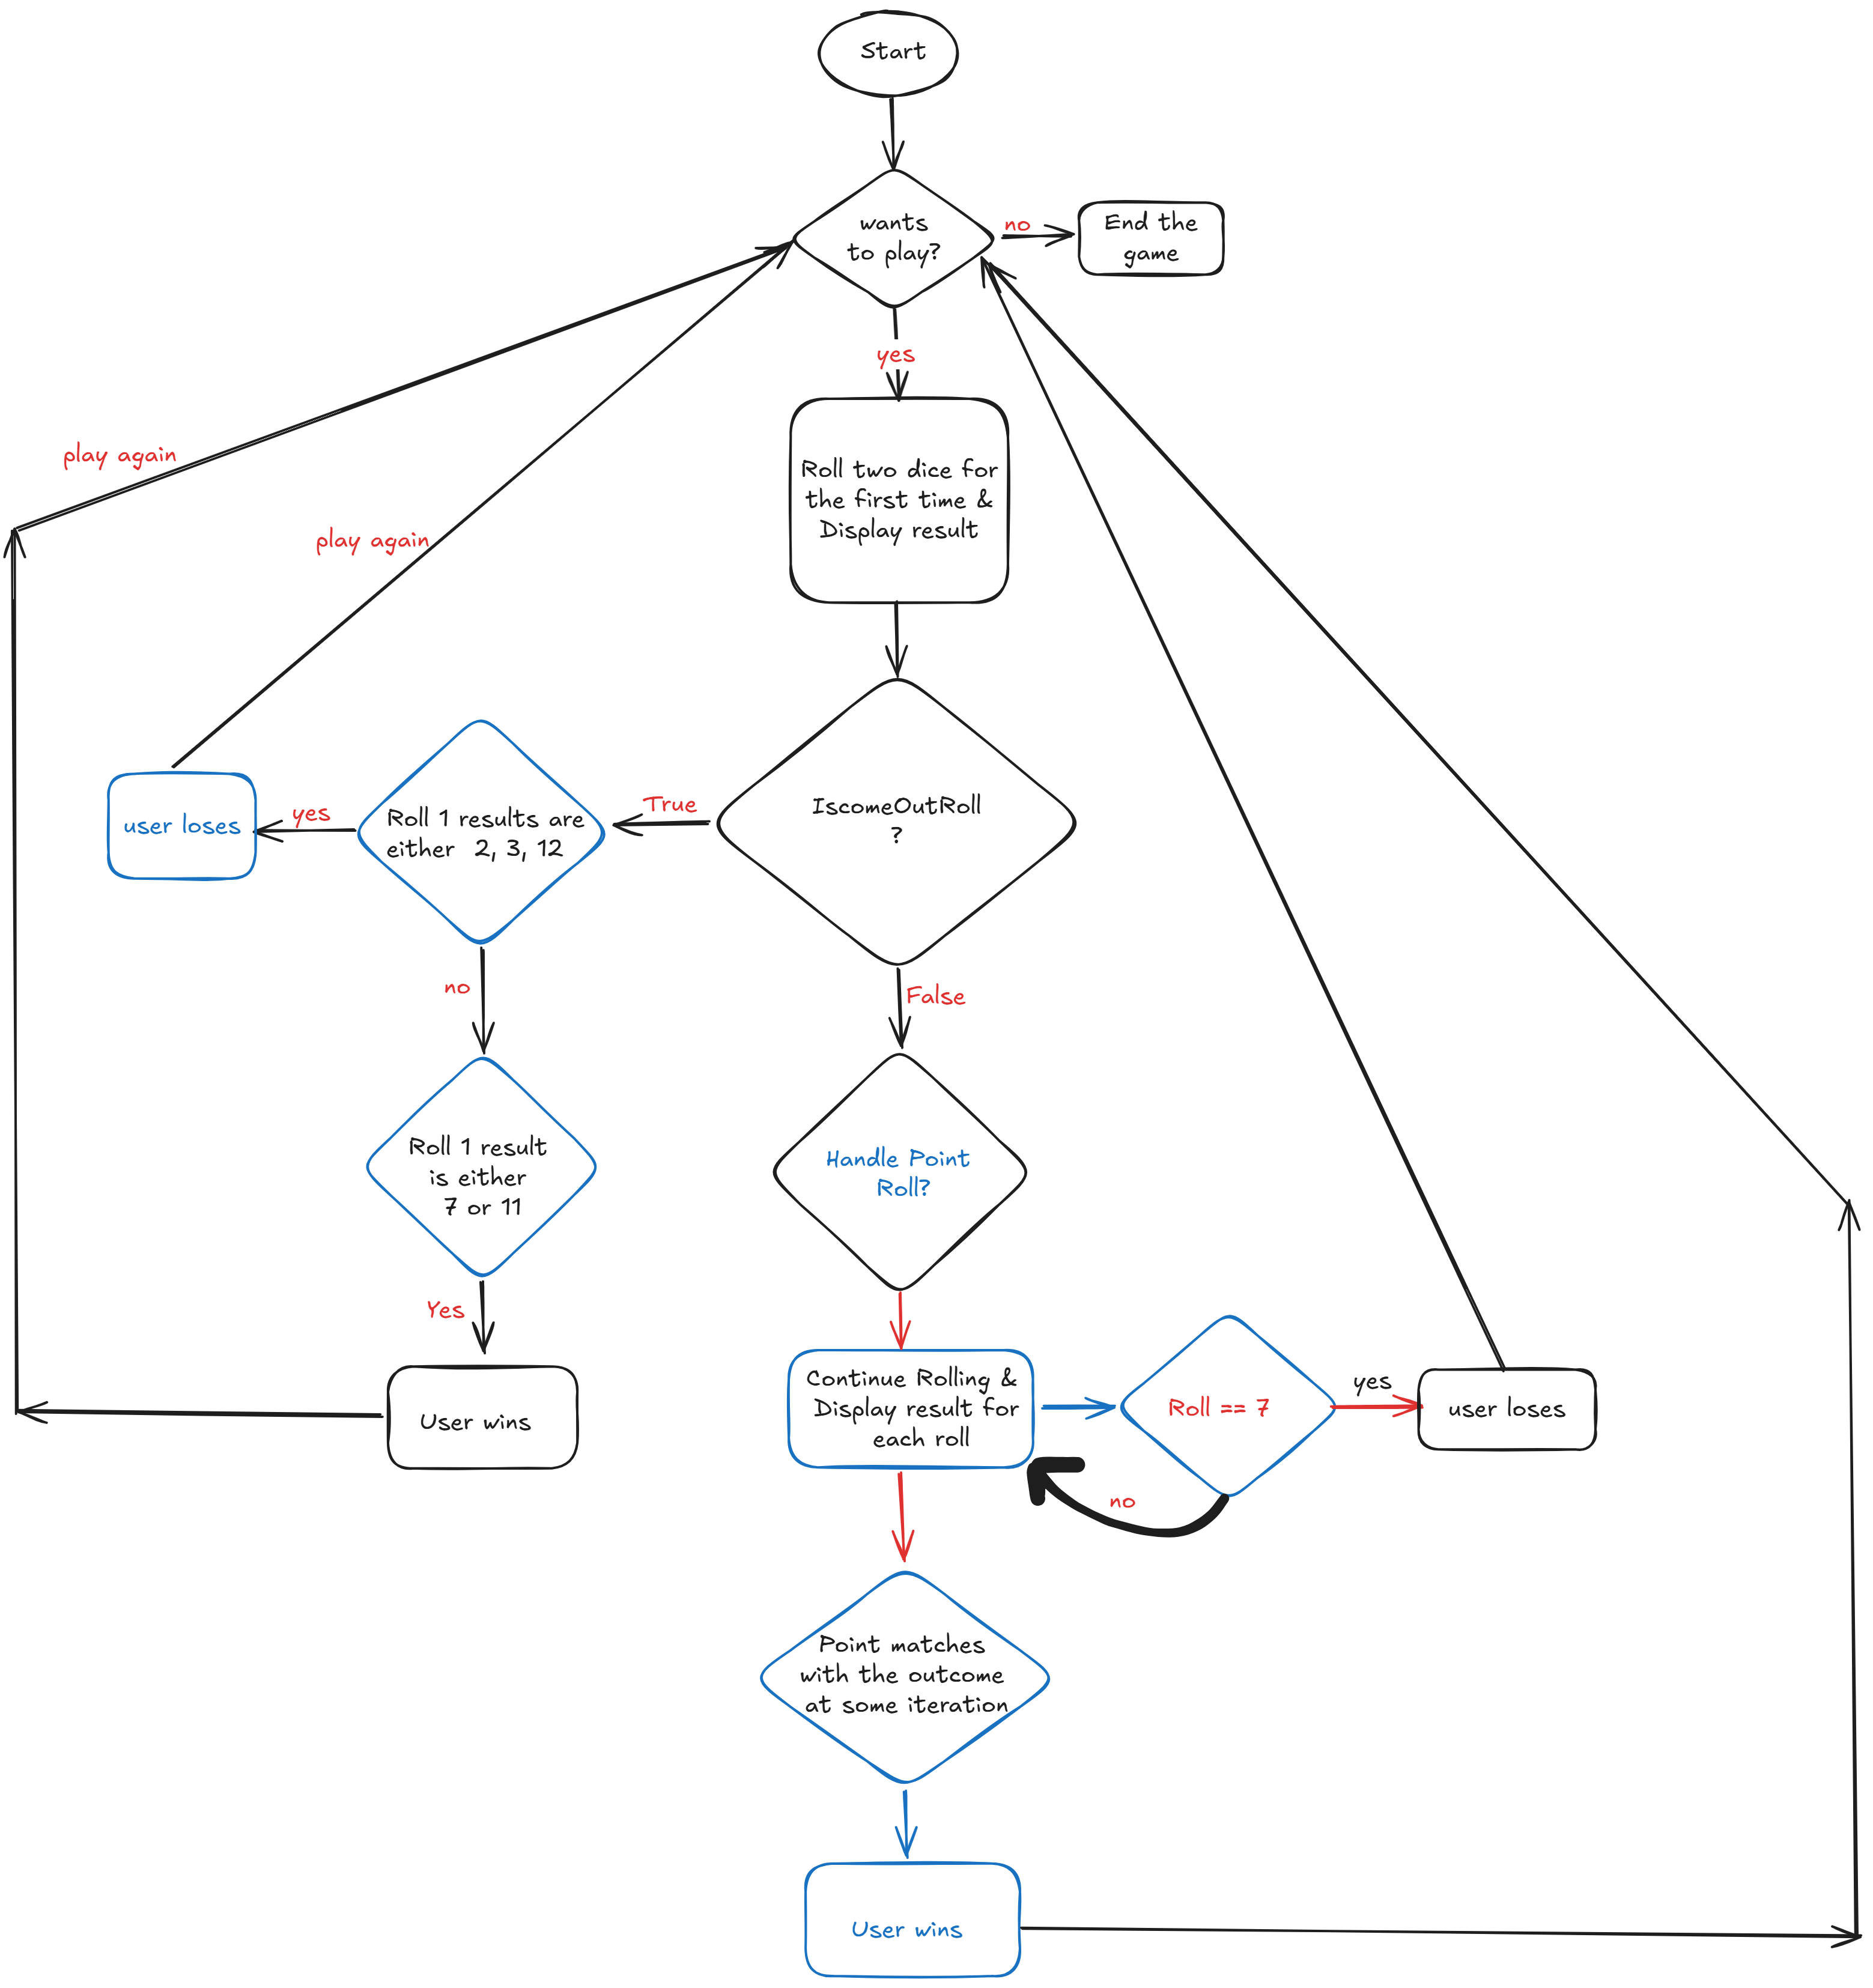 Start
wants
to play?
no
End the
game
yes
Roll two dice for
the first time &
Display result
play again
play again
IscomeOutRoll
?
True
Roll 1 results are
either 2, 3, 12
yes
user loses
no
False
Roll 1 result
is either
7 or 11
Handle Point
Roll?
Yes
User wins
Continue Rolling &
Display result for
each roll
Roll == 7
yes
user loses
no
Point matches
with the outcome
at some iteration
User wins